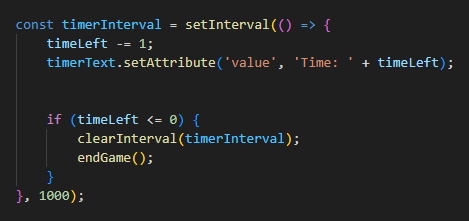 const timerInterval = setInterval(() => {
    timeLeft -= 1;
    timerText.setAttribute('value', 'Time: ' + timeLeft);


    if (timeLeft <= 0) {
        clearInterval(timerInterval);
        endGame();
    }
}, 1000);